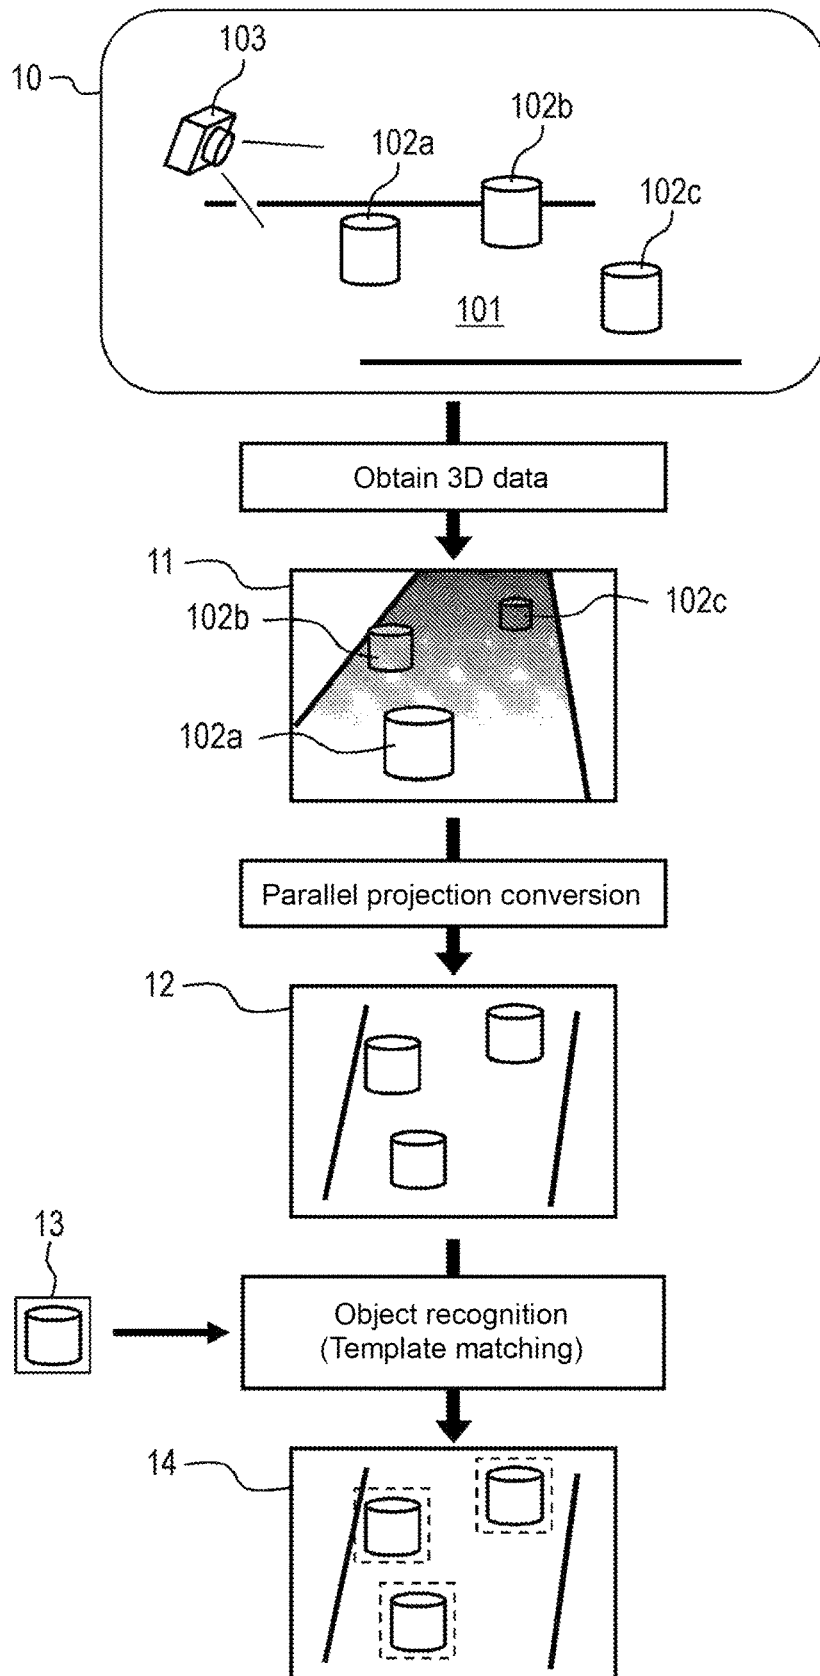 103
10
102b
102a
102c
101
Obtain 3D data
11
102b
102c
102a
Parallel projection conversion
12
13
Object recognition
(Template matching)
14